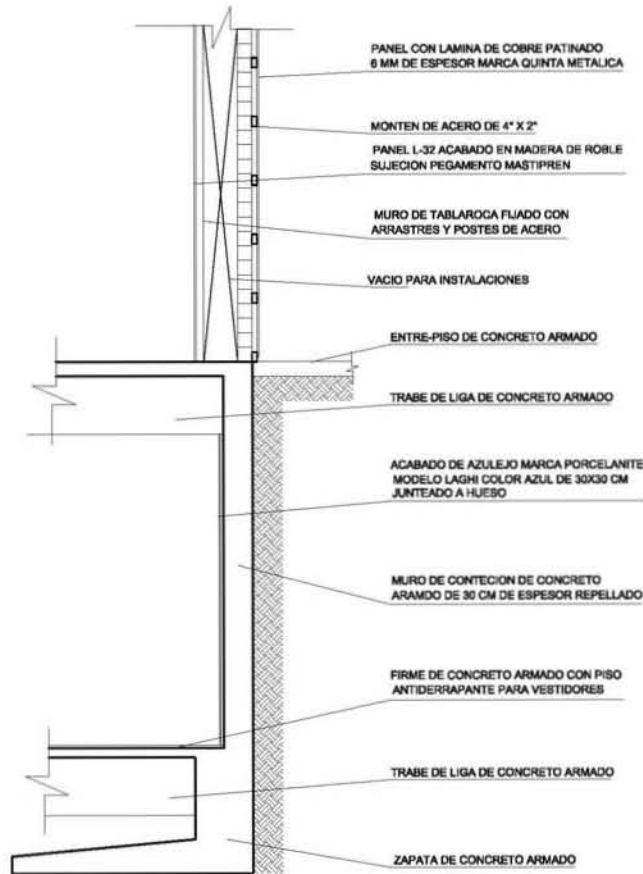 PANEL CON LAMINA DE COBRE PATINADO
6 MM DE ESPESOR MARCA QUINTA METALICA
MONTEN DE ACERO DE 4" X 2"
PANEL L-32 ACABADO EN MADERA DE ROBLE
SUJECION PEGAMENTO MASTIPREN
MURO DE TABLAROCA FIJADO CON
ARRASTRES Y POSTES DE ACERO
VACIO PARA INSTALACIONES
ENTRE-PISO DE CONCRETO ARMADO
TRABE DE LIGA DE CONCRETO ARMADO
ACABADO DE AZULEJO MARCA PORCELANITE
MODELO LAGHI COLOR AZUL DE 30X30 CM
JUNTEADO A HUESO
MURO DE CONTECION DE CONCRETO
ARAMDO DE 30 CM DE ESPESOR REPELLADO
FIRME DE CONCRETO ARMADO CON PISO
ANTIDERRAPANTE PARA VESTIDORES
TRABE DE LIGA DE CONCRETO ARMADO
ZAPATA DE CONCRETO ARMADO